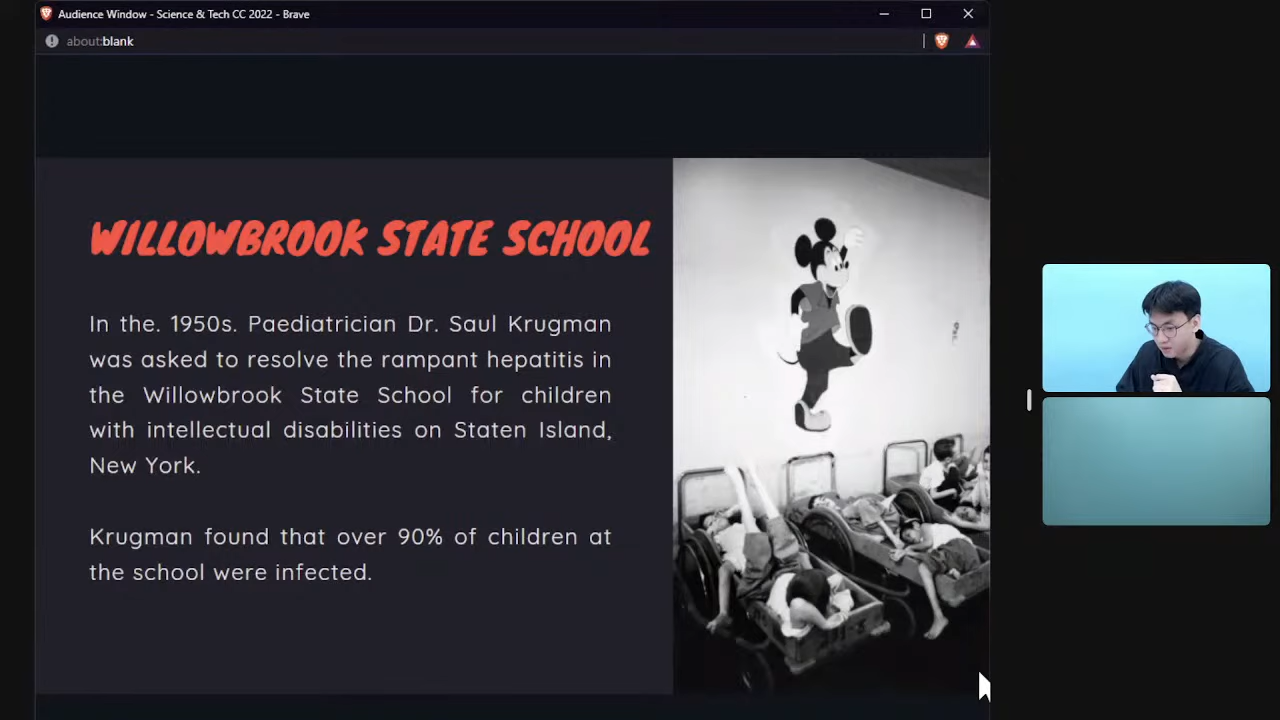 Audience Window - Science & Tech CC 2022 - Brave
about:blank
WILLOWBROOK STATE SCHOOL
In the. 1950s. Paediatrician Dr. Saul Krugman
was asked to resolve the rampant hepatitis in
the Willowbrook State School for children
with intellectual disabilities on Staten Island,
New York.
Krugman found that over 90% of children at
the school were infected.